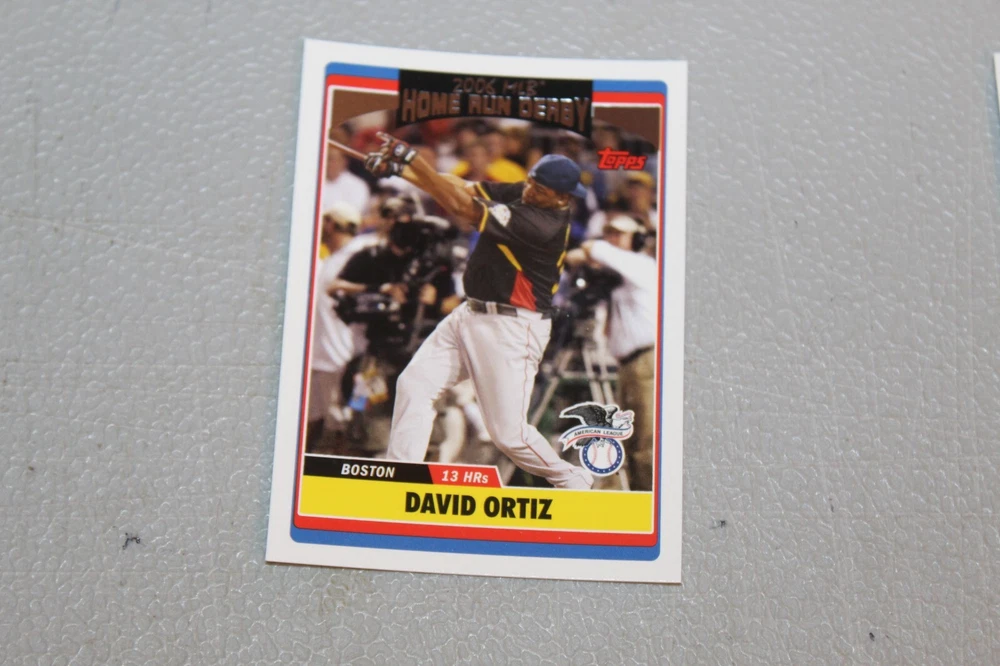 2006 MLB
HOME RUN DERBY
Topps
AMERICAN LEAGUE
BOSTON
13 HRs
DAVID ORTIZ